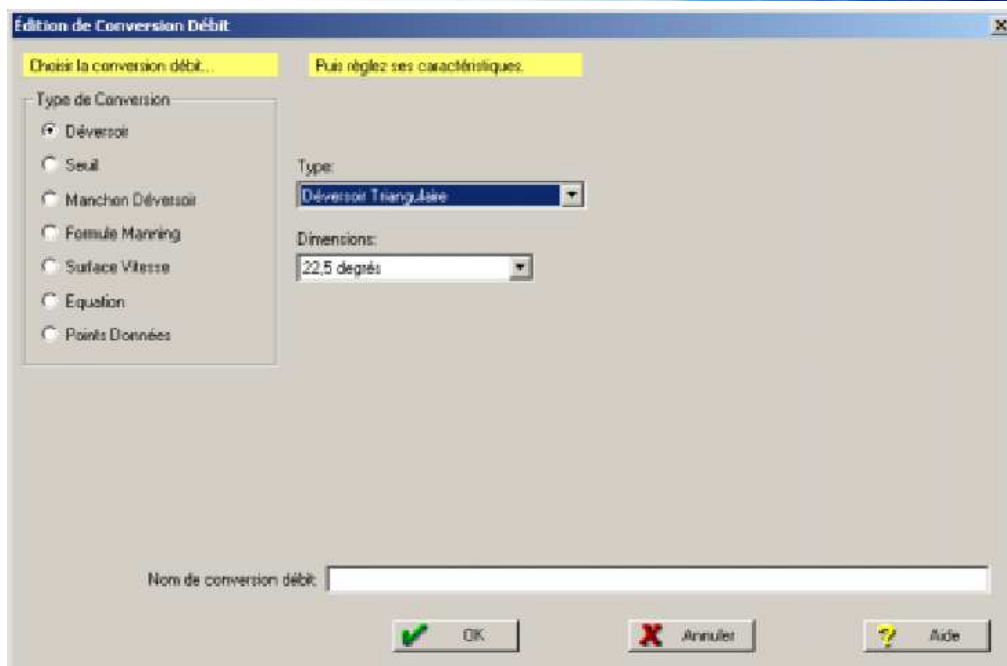 Édition de Conversion Débit
Choisir la conversion débit...
Puis règlez ses caractéristiques.
Type de Conversion
Déversoir
Seuil
Manchon Déversoir
Formule Manning
Surface Vitesse
Equation
Points Données
Type:
Déversoir Triangulaire
Dimensions:
22,5 degrés
Nom de conversion débit:
OK
Annuler
Aide